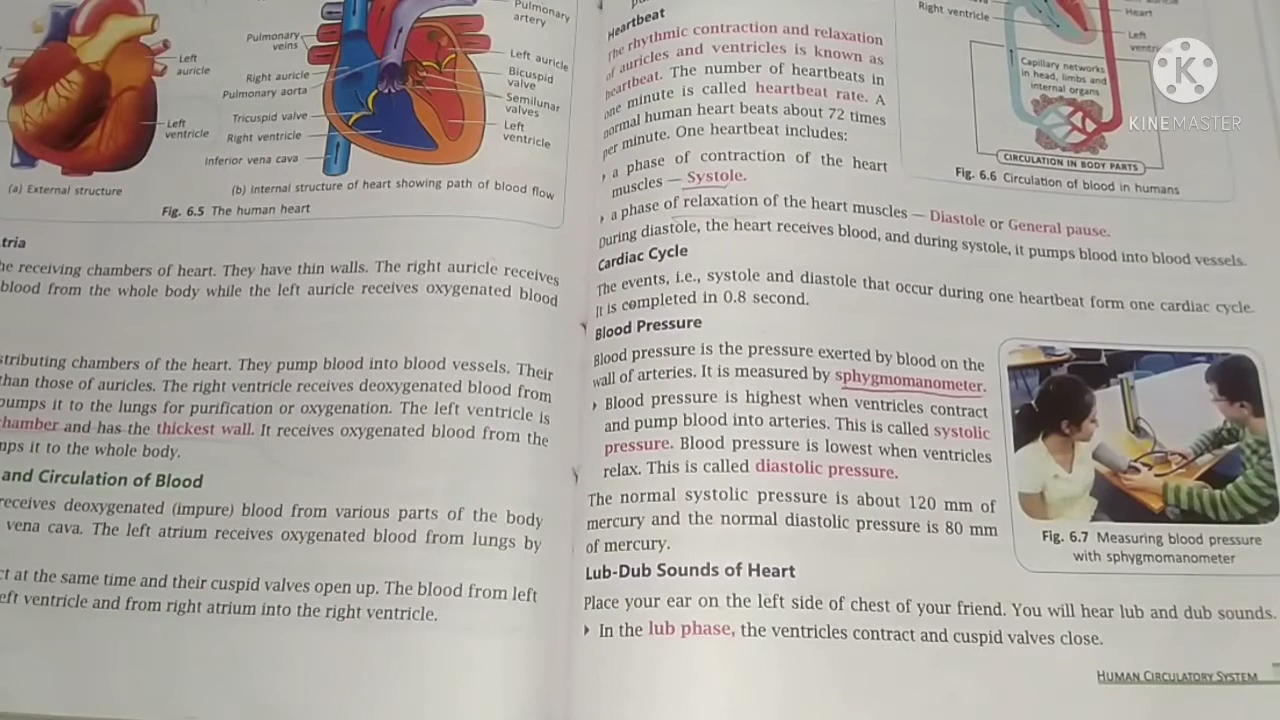 Pulmonary
artery
Pulmonary
veins
Left
auricle
Left auricle
Right auricle
Bicuspid
valve
Pulmonary aorta
Semilunar
valves
Tricuspid valve
Left
ventricle
Right ventricle
Left
ventricle
Inferior vena cava
(a) External structure
(b) Internal structure of heart showing path of blood flow
Fig. 6.5 The human heart
tria
he receiving chambers of heart. They have thin walls. The right auricle receives
blood from the whole body while the left auricle receives oxygenated blood
stributing chambers of the heart. They pump blood into blood vessels. Their
than those of auricles. The right ventricle receives deoxygenated blood from
pumps it to the lungs for purification or oxygenation. The left ventricle is
hamber and has the thickest wall. It receives oxygenated blood from the
mps it to the whole body.
and Circulation of Blood
receives deoxygenated (impure) blood from various parts of the body
vena cava. The left atrium receives oxygenated blood from lungs by
ct at the same time and their cuspid valves open up. The blood from left
eft ventricle and from right atrium into the right ventricle.
Heartbeat
The rhythmic contraction and relaxation
of auricles and ventricles is known as
heartbeat. The number of heartbeats in
one minute is called heartbeat rate. A
normal human heart beats about 72 times
per minute. One heartbeat includes:
a phase of contraction of the heart
muscles — Systole.
a phase of relaxation of the heart muscles — Diastole or General pause.
During diastole, the heart receives blood, and during systole, it pumps blood into blood vessels.
Right ventricle
Heart
Left
Capillary networks
in head, limbs and
internal organs
CIRCULATION IN BODY PARTS
Fig. 6.6 Circulation of blood in humans
K
KINEMASTER
Cardiac Cycle
The events, i.e., systole and diastole that occur during one heartbeat form one cardiac cycle.
It is completed in 0.8 second.
Blood Pressure
Blood pressure is the pressure exerted by blood on the
wall of arteries. It is measured by sphygmomanometer.
Blood pressure is highest when ventricles contract
and pump blood into arteries. This is called systolic
pressure. Blood pressure is lowest when ventricles
relax. This is called diastolic pressure.
The normal systolic pressure is about 120 mm of
mercury and the normal diastolic pressure is 80 mm
of mercury.
Fig. 6.7 Measuring blood pressure
with sphygmomanometer
Lub-Dub Sounds of Heart
Place your ear on the left side of chest of your friend. You will hear lub and dub sounds.
In the lub phase, the ventricles contract and cuspid valves close.
HUMAN CIRCULATORY SYSTEM